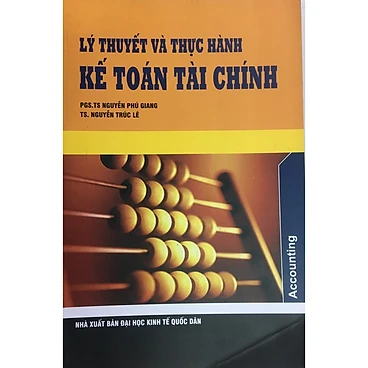 LÝ THUYẾT VÀ THỰC HÀNH
KẾ TOÁN TÀI CHÍNH
PGS.TS NGUYỄN PHÚ GIANG
TS. NGUYỄN TRÚC LÊ
Accounting
NHÀ XUẤT BẢN ĐẠI HỌC KINH TẾ QUỐC DÂN